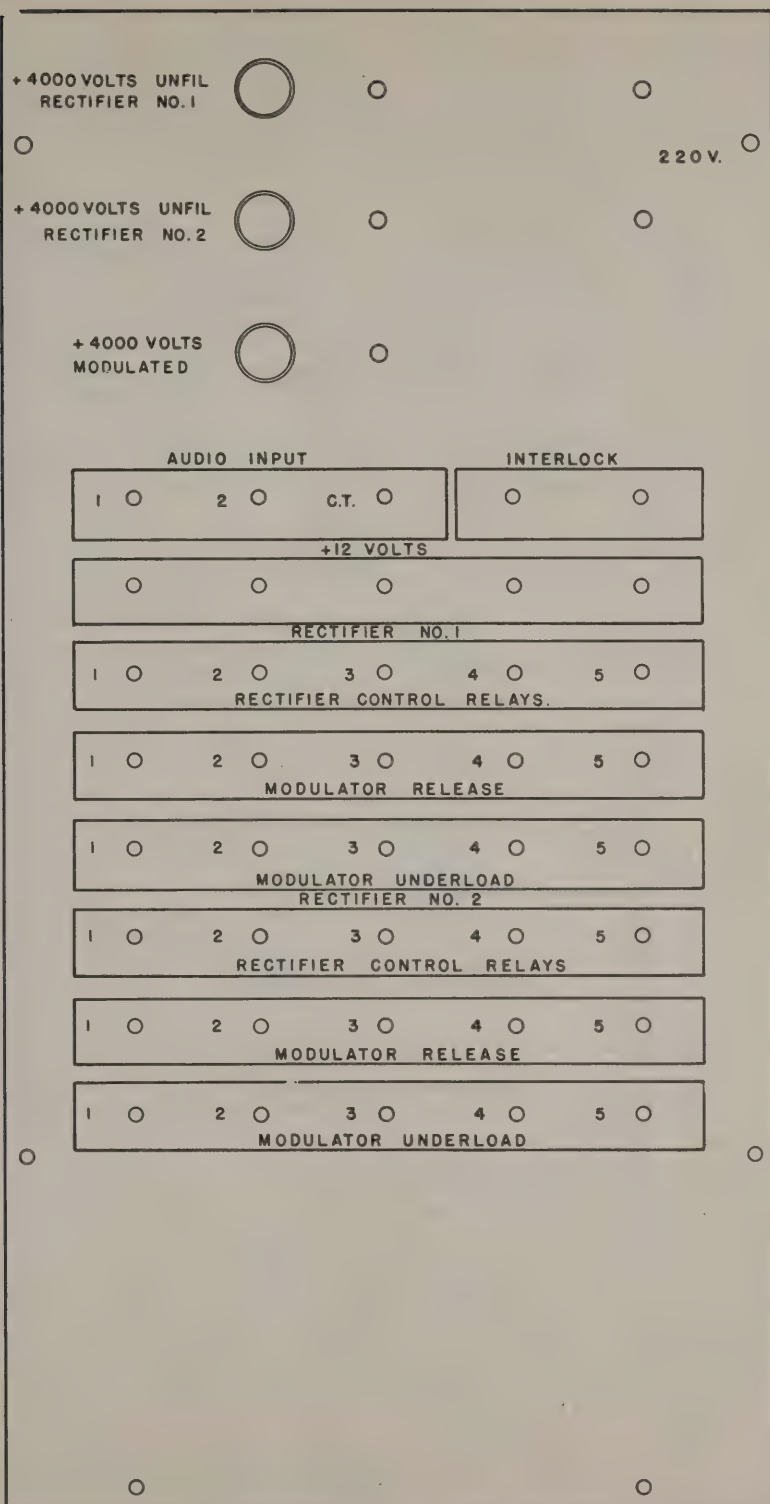 + 4000 VOLTS UNFIL
RECTIFIER NO. 1
220 V.
+ 4000 VOLTS UNFIL
RECTIFIER NO. 2
+ 4000 VOLTS
MODULATED
AUDIO INPUT INTERLOCK
1 2 C.T.
+12 VOLTS
RECTIFIER NO. 1
1 2 3 4 5
RECTIFIER CONTROL RELAYS.
1 2 3 4 5
MODULATOR RELEASE
1 2 3 4 5
MODULATOR UNDERLOAD
RECTIFIER NO. 2
1 2 3 4 5
RECTIFIER CONTROL RELAYS
1 2 3 4 5
MODULATOR RELEASE
1 2 3 4 5
MODULATOR UNDERLOAD